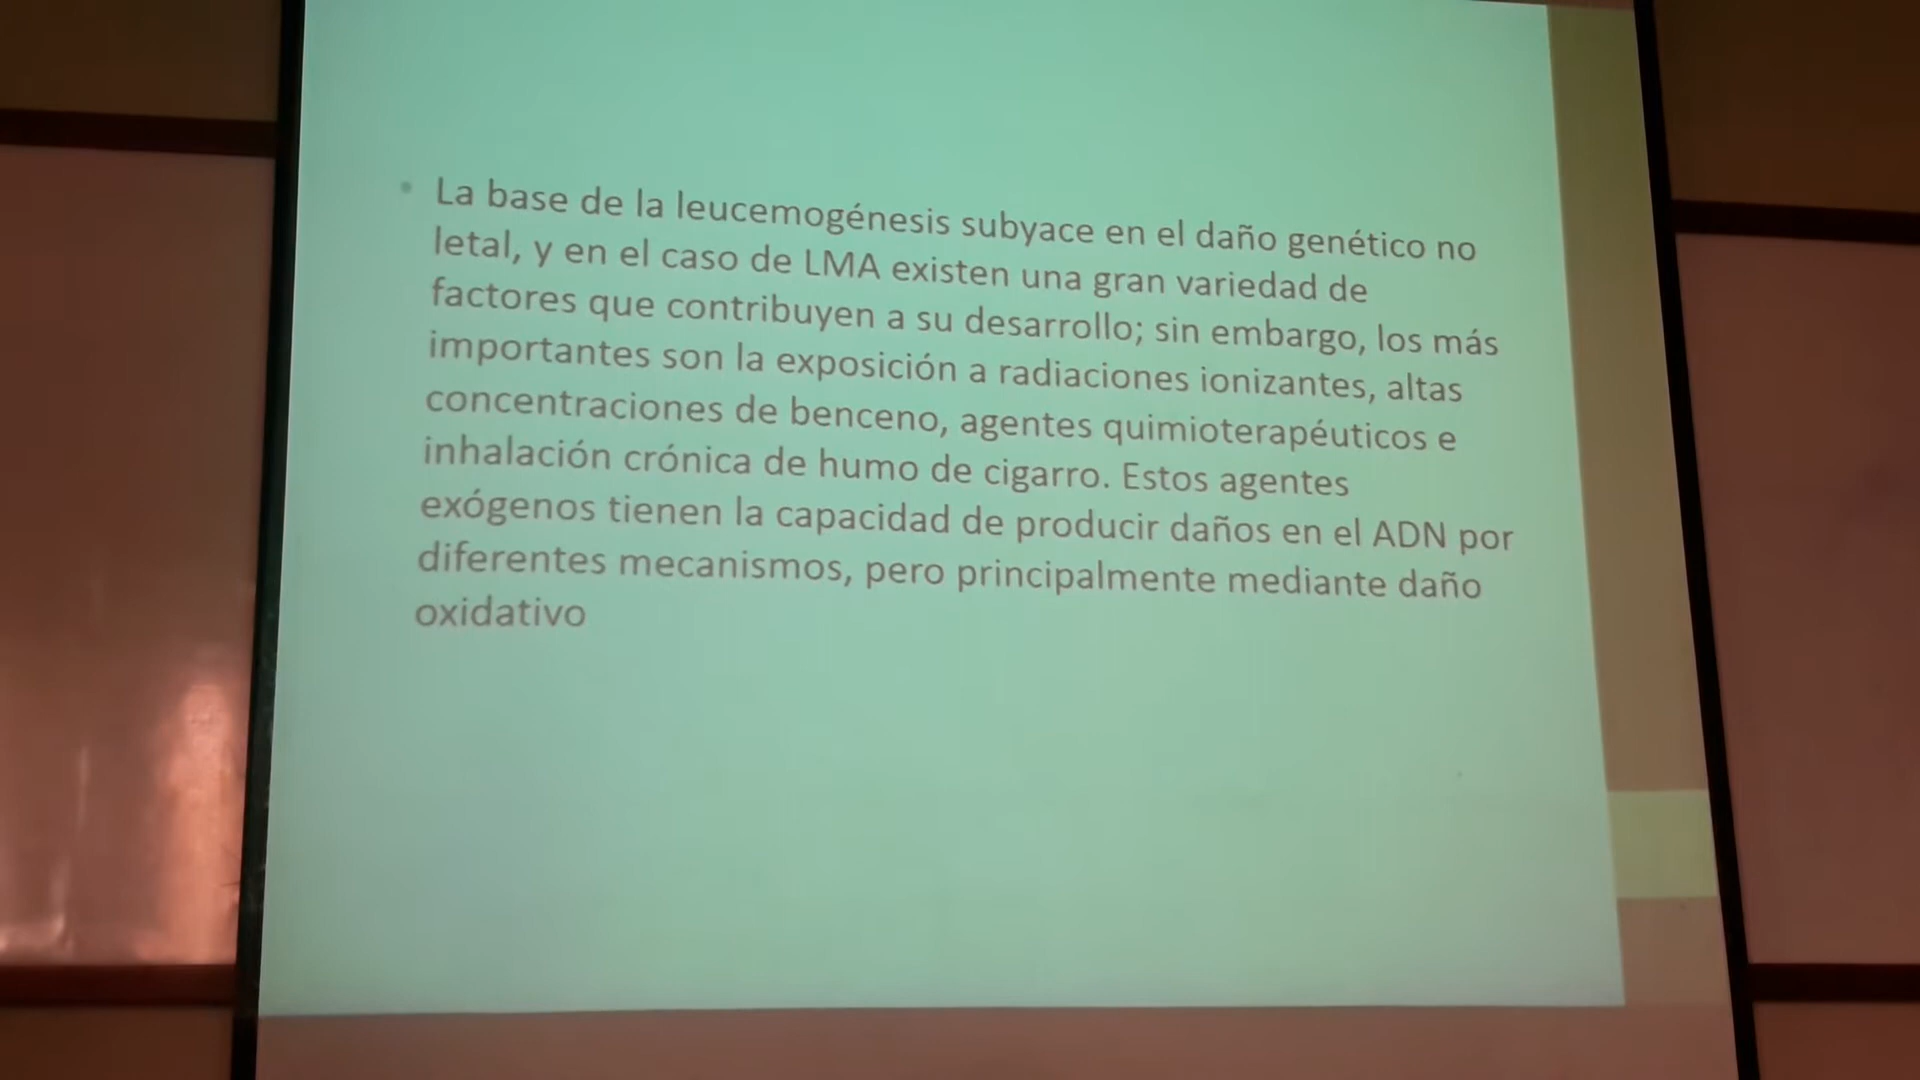 • La base de la leucemogénesis subyace en el daño genético no
letal, y en el caso de LMA existen una gran variedad de
factores que contribuyen a su desarrollo; sin embargo, los más
importantes son la exposición a radiaciones ionizantes, altas
concentraciones de benceno, agentes quimioterapéuticos e
inhalación crónica de humo de cigarro. Estos agentes
exógenos tienen la capacidad de producir daños en el ADN por
diferentes mecanismos, pero principalmente mediante daño
oxidativo